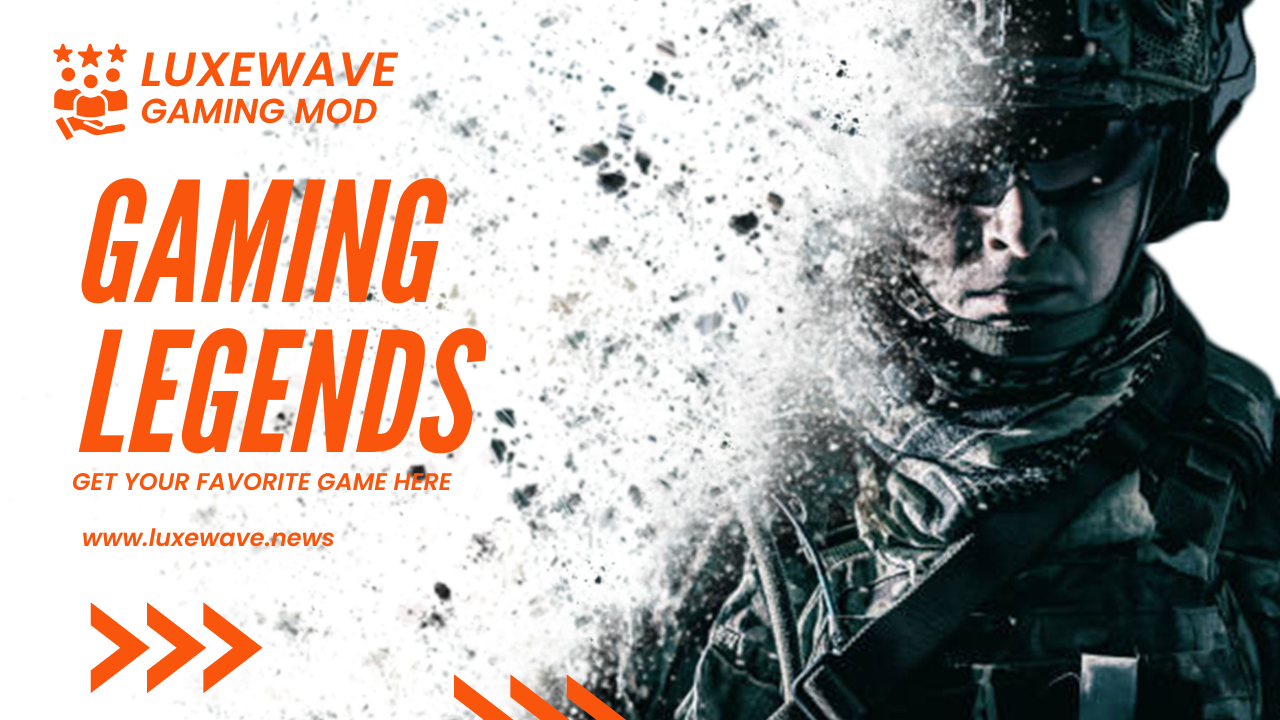 LUXEWAVE
GAMING MOD
GAMING
LEGENDS
GET YOUR FAVORITE GAME HERE
www.luxewave.news